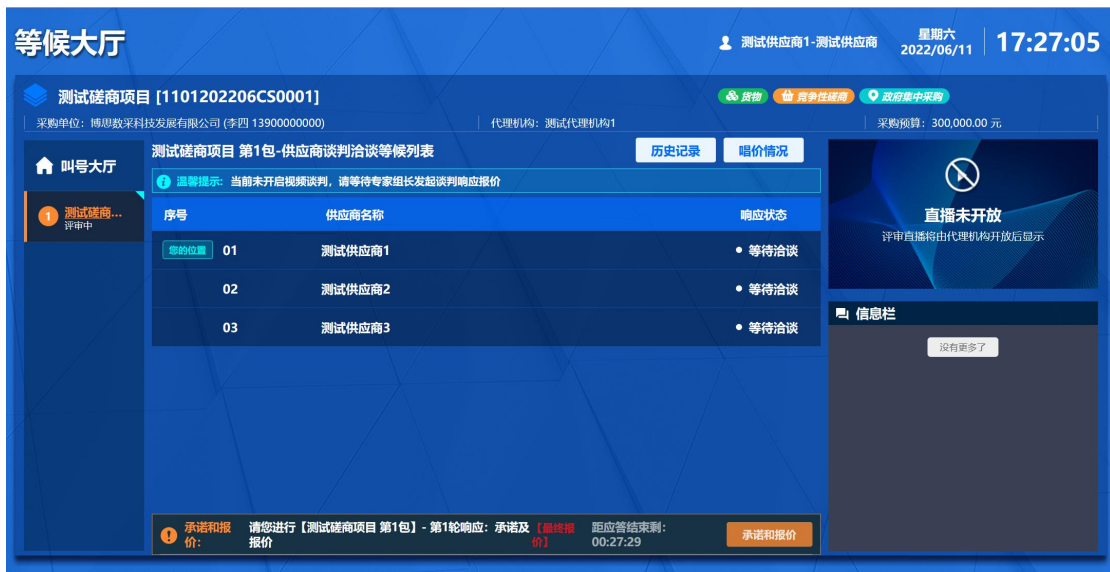 等候大厅
测试供应商1-测试供应商
星期六
2022/06/11
17:27:05
测试磋商项目 [1101202206CS0001]
货物
竞争性磋商
政府集中采购
采购单位：博思数采科技发展有限公司 (李四 13900000000)
代理机构：测试代理机构1
采购预算：300,000.00 元
叫号大厅
1 测试磋商...
评审中
测试磋商项目 第1包-供应商谈判洽谈等候列表
历史记录
唱价情况
温馨提示：当前未开启视频谈判，请等待专家组长发起谈判响应报价
序号 供应商名称 响应状态
您的位置 01 测试供应商1 等待洽谈
02 测试供应商2 等待洽谈
03 测试供应商3 等待洽谈
直播未开放
评审直播将由代理机构开放后显示
信息栏
没有更多了
承诺和报
价：
请您进行【测试磋商项目 第1包】- 第1轮响应：承诺及
报价
【最终报
价】
距应答结束剩：
00:27:29
承诺和报价